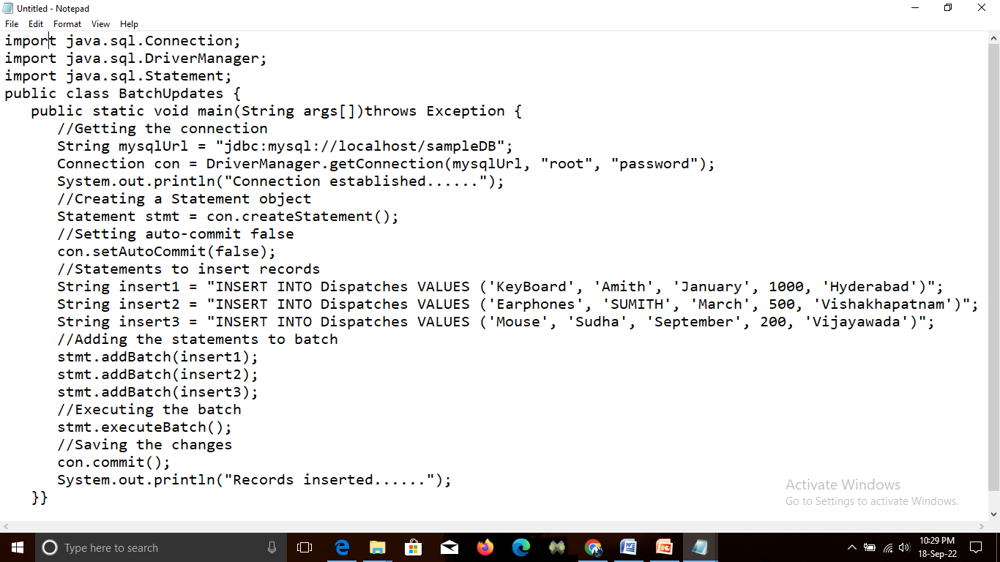 Untitled - Notepad
File Edit Format View Help
import java.sql.Connection;
import java.sql.DriverManager;
import java.sql.Statement;
public class BatchUpdates {
   public static void main(String args[])throws Exception {
      //Getting the connection
      String mysqlUrl = "jdbc:mysql://localhost/sampleDB";
      Connection con = DriverManager.getConnection(mysqlUrl, "root", "password");
      System.out.println("Connection established......");
      //Creating a Statement object
      Statement stmt = con.createStatement();
      //Setting auto-commit false
      con.setAutoCommit(false);
      //Statements to insert records
      String insert1 = "INSERT INTO Dispatches VALUES ('KeyBoard', 'Amith', 'January', 1000, 'Hyderabad')";
      String insert2 = "INSERT INTO Dispatches VALUES ('Earphones', 'SUMITH', 'March', 500, 'Vishakhapatnam')";
      String insert3 = "INSERT INTO Dispatches VALUES ('Mouse', 'Sudha', 'September', 200, 'Vijayawada')";
      //Adding the statements to batch
      stmt.addBatch(insert1);
      stmt.addBatch(insert2);
      stmt.addBatch(insert3);
      //Executing the batch
      stmt.executeBatch();
      //Saving the changes
      con.commit();
      System.out.println("Records inserted......");
   }}
Activate Windows
Go to Settings to activate Windows.
Type here to search
10:29 PM
18-Sep-22